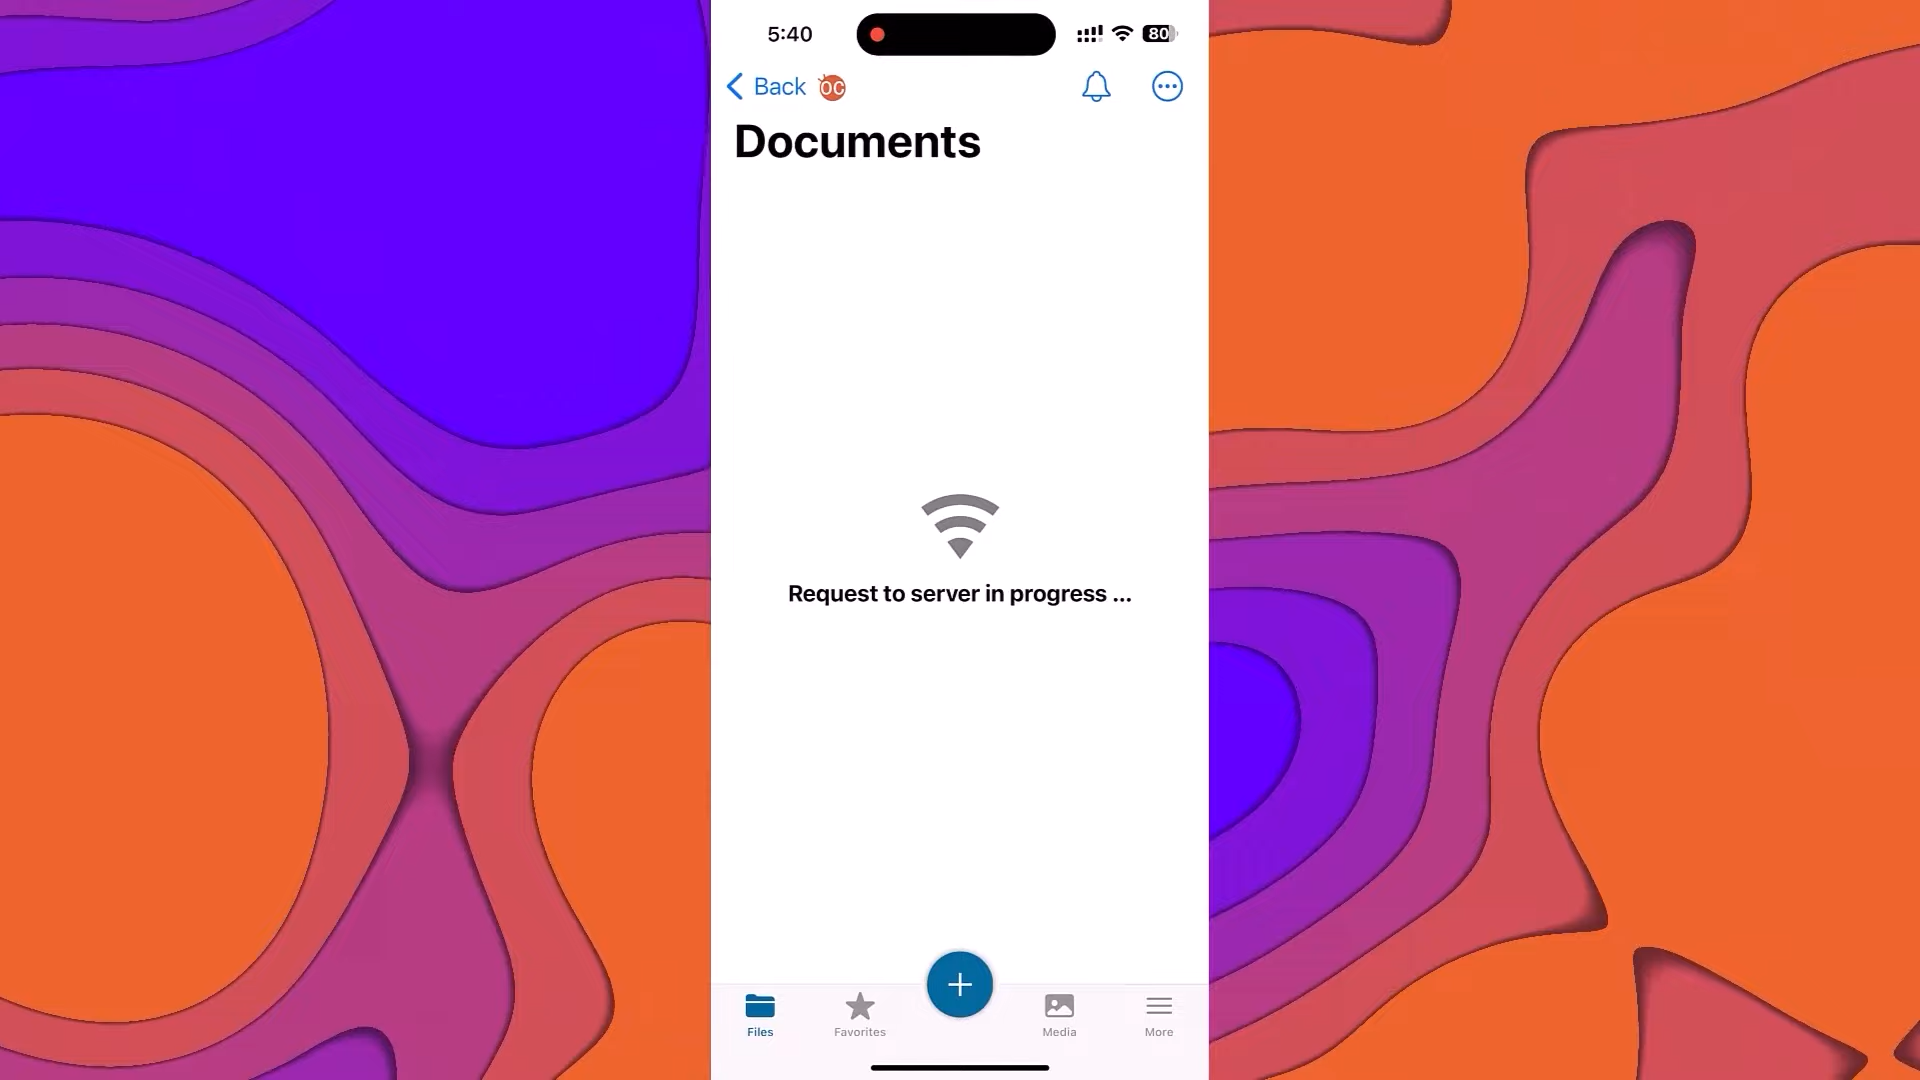 5:40
80
Back
OC
Documents
Request to server in progress ...
Files
Favorites
Media
More